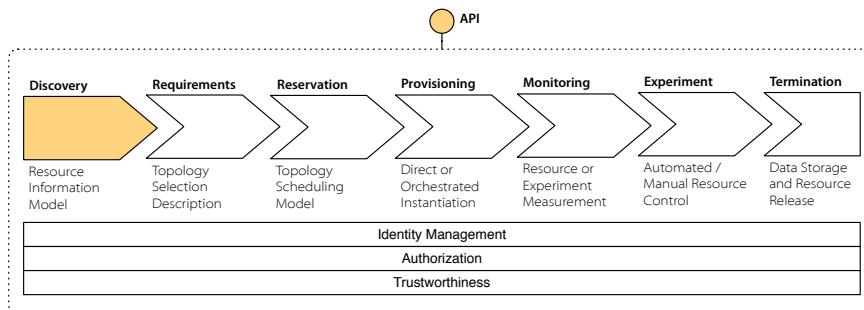 API
Discovery
Requirements
Reservation
Provisioning
Monitoring
Experiment
Termination
Resource
Information
Model
Topology
Selection
Description
Topology
Scheduling
Model
Direct or
Orchestrated
Instantiation
Resource or
Experiment
Measurement
Automated /
Manual Resource
Control
Data Storage
and Resource
Release
Identity Management
Authorization
Trustworthiness